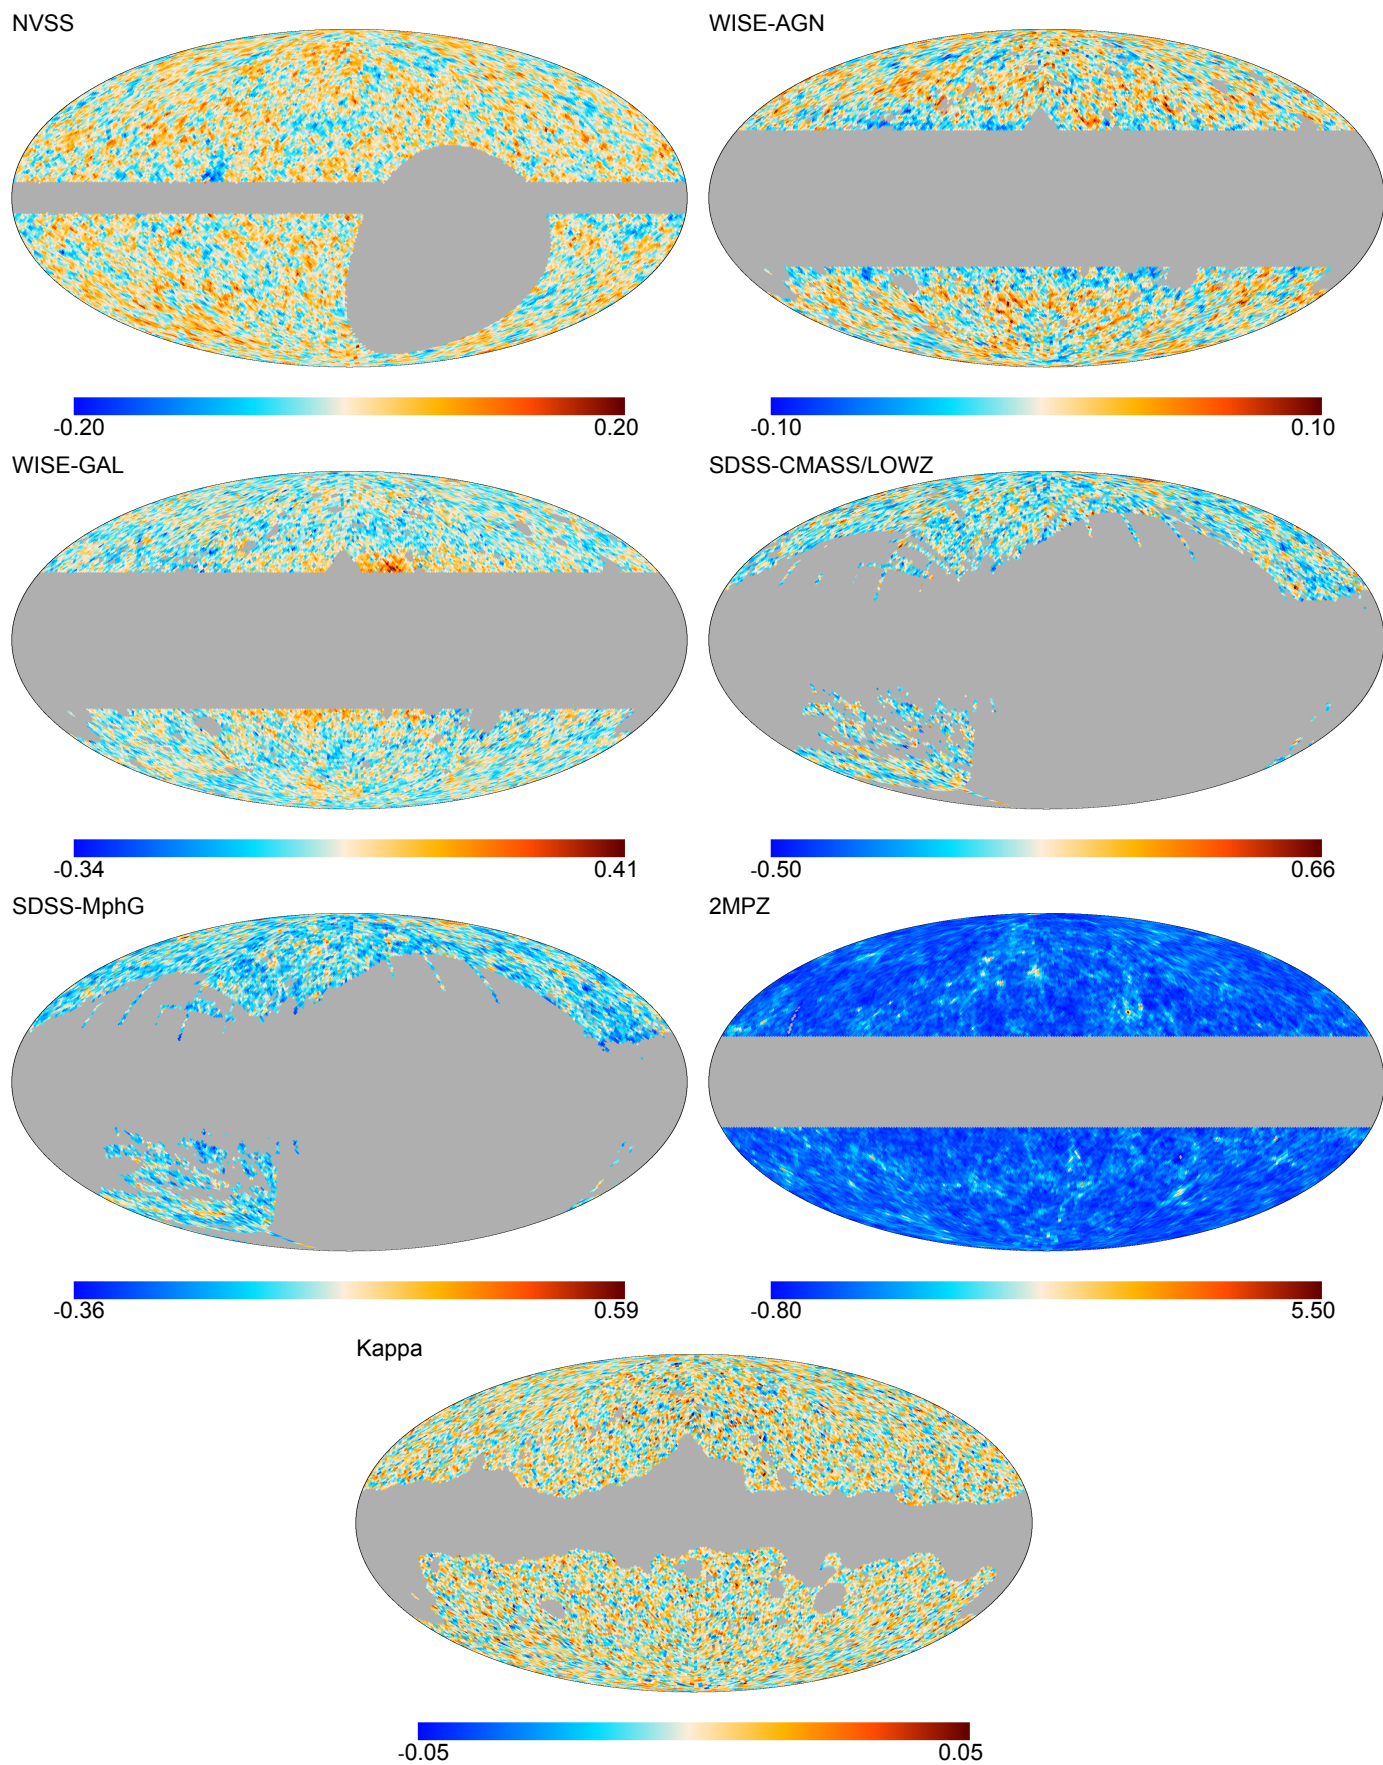 NVSS
WISE-AGN
-0.20 0.20
-0.10 0.10
WISE-GAL
SDSS-CMASS/LOWZ
-0.34 0.41
-0.50 0.66
SDSS-MphG
2MPZ
-0.36 0.59
-0.80 5.50
Kappa
-0.05 0.05